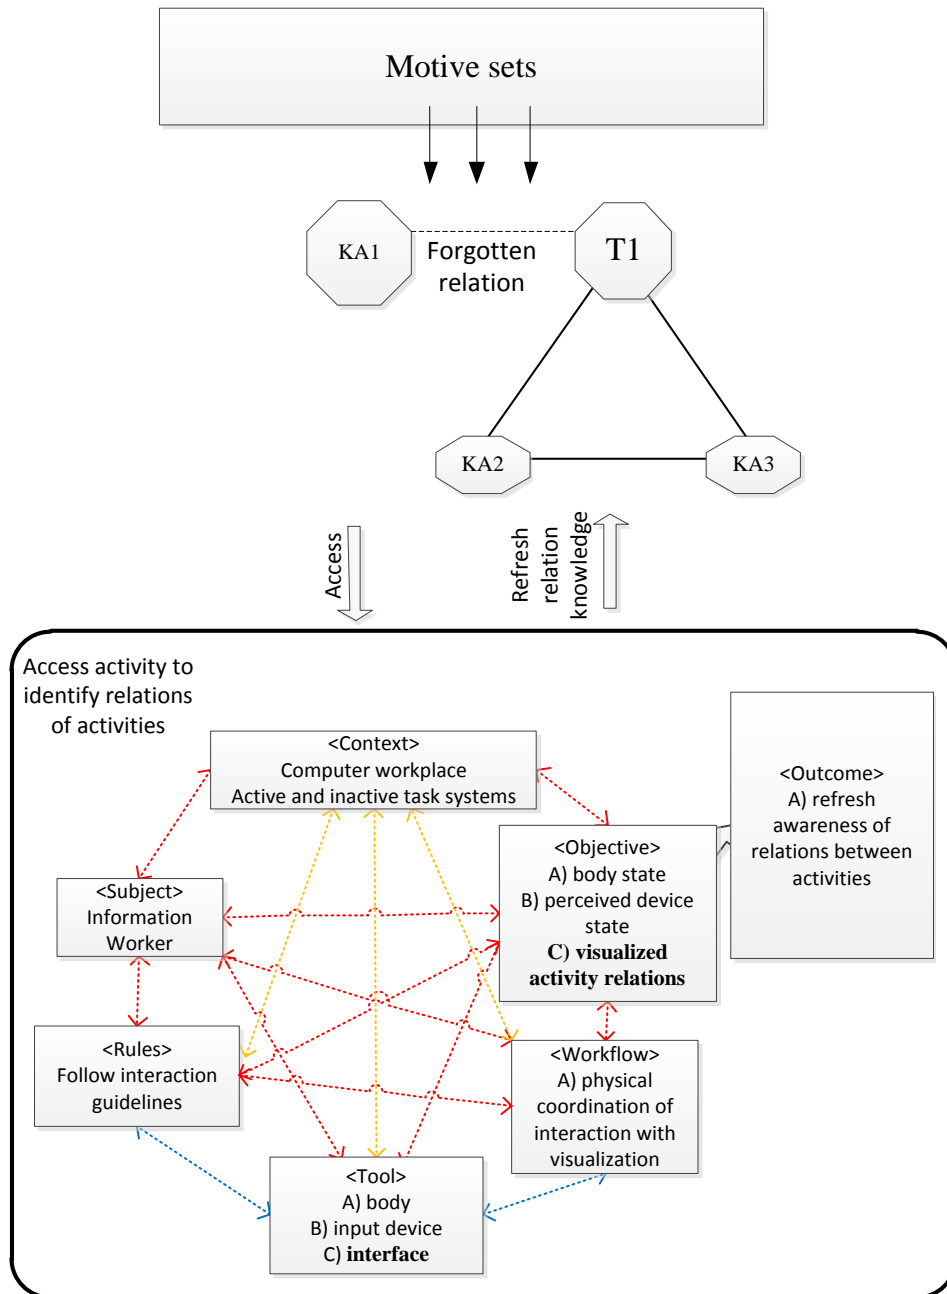 Motive sets
KA1
Forgotten
relation
T1
KA2
KA3
Access
Refresh
relation
knowledge
Access activity to
identify relations
of activities
<Context>
Computer workplace
Active and inactive task systems
<Outcome>
A) refresh
awareness of
relations between
activities
<Objective>
A) body state
B) perceived device
state
C) visualized
activity relations
<Subject>
Information
Worker
<Rules>
Follow interaction
guidelines
<Workflow>
A) physical
coordination of
interaction with
visualization
<Tool>
A) body
B) input device
C) interface